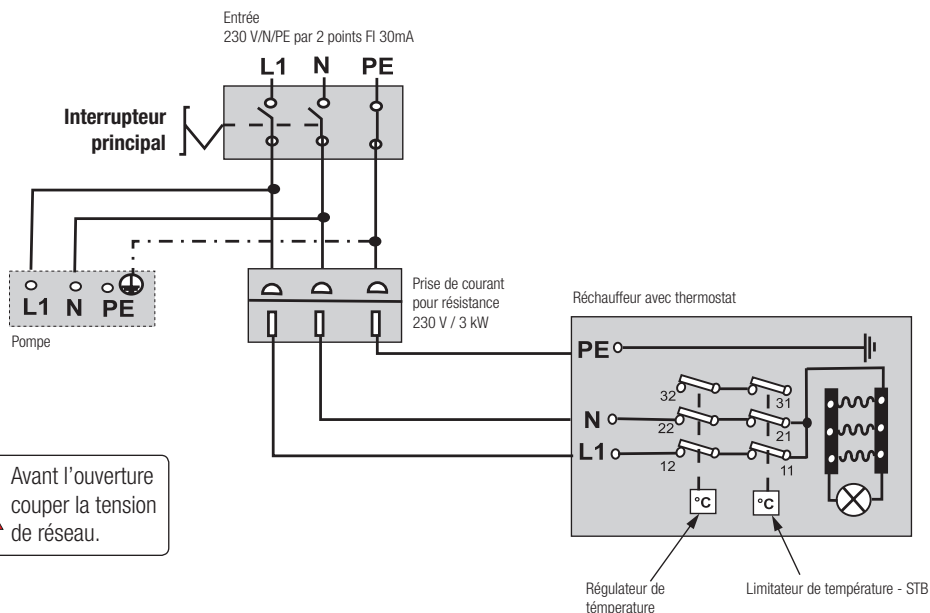 Entrée
230 V/N/PE par 2 points FI 30mA
L1 N PE
Interrupteur
principal
L1 N PE
Pompe
Prise de courant
pour résistance
230 V / 3 kW
Réchauffeur avec thermostat
PE
32 31
N
22 21
L1
12 11
°C °C
Avant l'ouverture
couper la tension
de réseau.
Régulateur de
témperature
Limitateur de température - STB